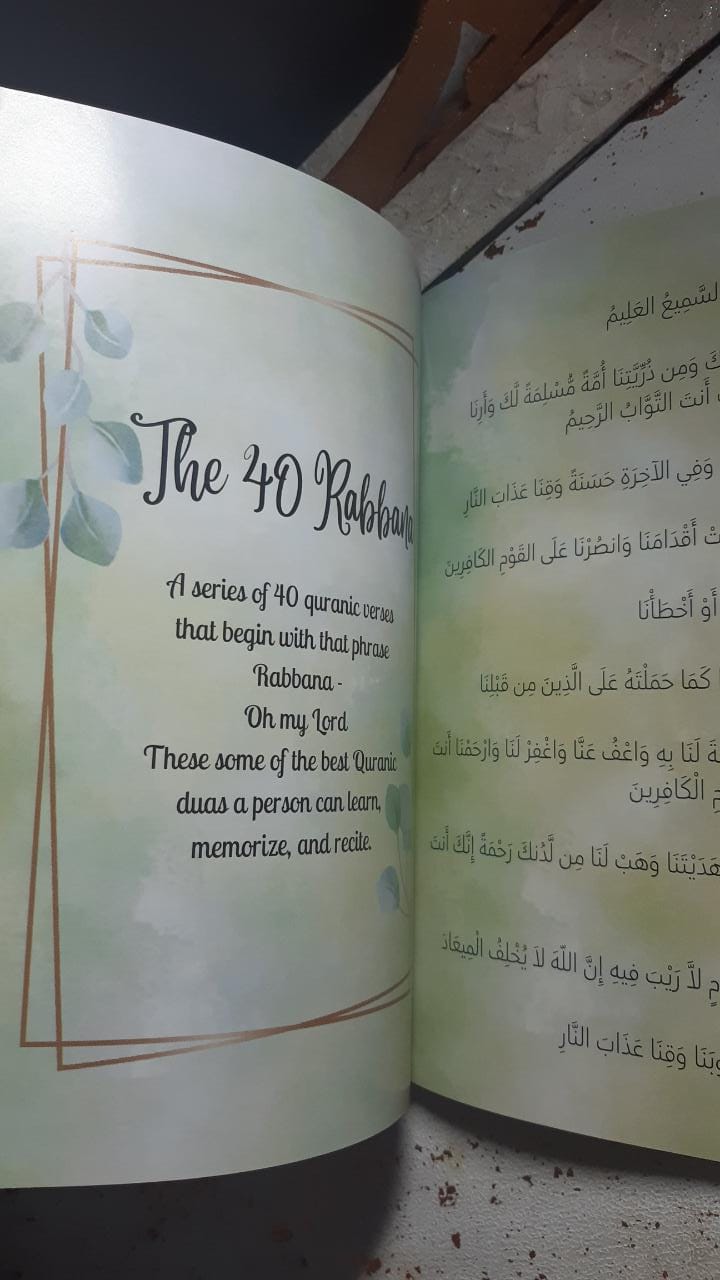 The 40 Rabbana
A series of 40 quranic verses
that begin with that phrase
Rabbana -
Oh my Lord
These some of the best Quranic
duas a person can learn,
memorize, and recite.
السَّمِيعُ العَلِيمُ
وَمِن ذُرِّيَّتِنَا أُمَّةً مُّسْلِمَةً لَّكَ وَأَرِنَا
أَنتَ التَّوَّابُ الرَّحِيمُ
وَفِي الآخِرَةِ حَسَنَةً وَقِنَا عَذَابَ النَّارِ
أَقْدَامَنَا وَانصُرْنَا عَلَى القَوْمِ الكَافِرِينَ
أَوْ أَخْطَأْنَا
كَمَا حَمَلْتَهُ عَلَى الَّذِينَ مِن قَبْلِنَا
لَنَا بِهِ وَاعْفُ عَنَّا وَاغْفِرْ لَنَا وَارْحَمْنَا أَنتَ
الْكَافِرِينَ
هَدَيْتَنَا وَهَبْ لَنَا مِن لَّدُنكَ رَحْمَةً إِنَّكَ أَنتَ
لاَّ رَيْبَ فِيهِ إِنَّ اللّهَ لاَ يُخْلِفُ الْمِيعَادَ
وَقِنَا عَذَابَ النَّارِ